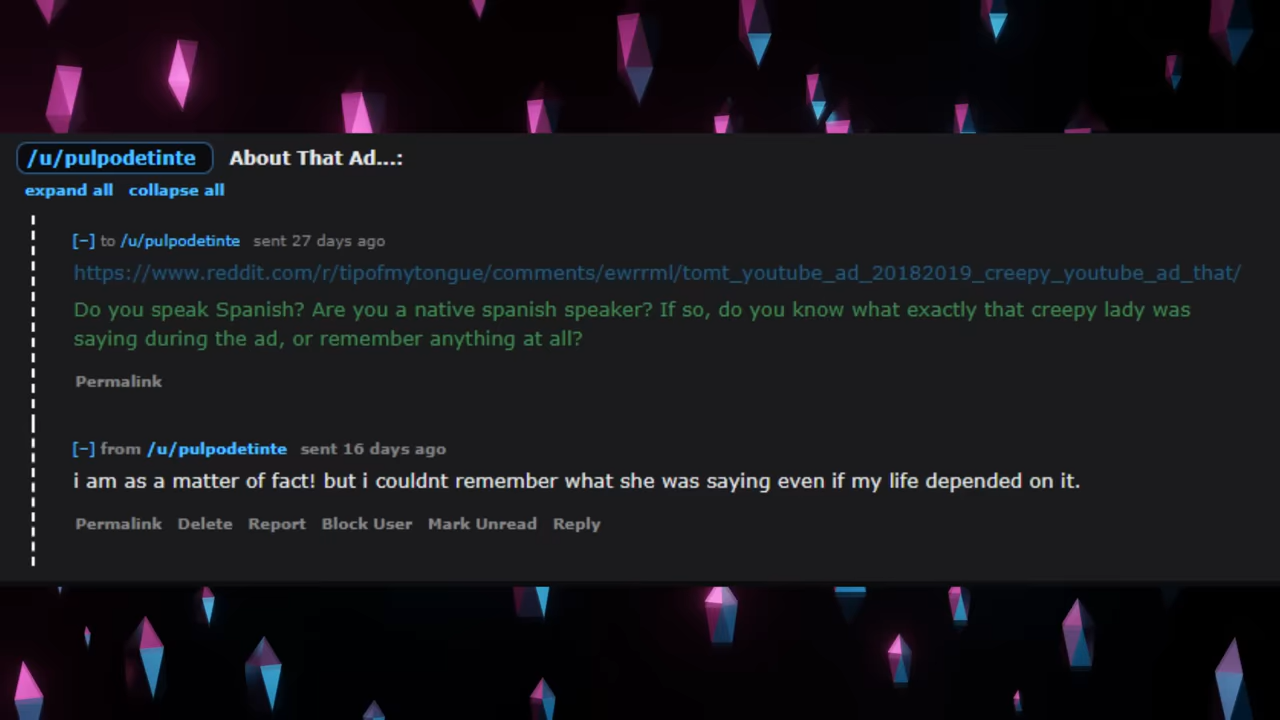 /u/pulpodetinte About That Ad...:
expand all collapse all
[−] to /u/pulpodetinte sent 27 days ago
https://www.reddit.com/r/tipofmytongue/comments/ewrrml/tomt_youtube_ad_20182019_creepy_youtube_ad_that/
Do you speak Spanish? Are you a native spanish speaker? If so, do you know what exactly that creepy lady was
saying during the ad, or remember anything at all?
Permalink
[−] from /u/pulpodetinte sent 16 days ago
i am as a matter of fact! but i couldnt remember what she was saying even if my life depended on it.
Permalink Delete Report Block User Mark Unread Reply